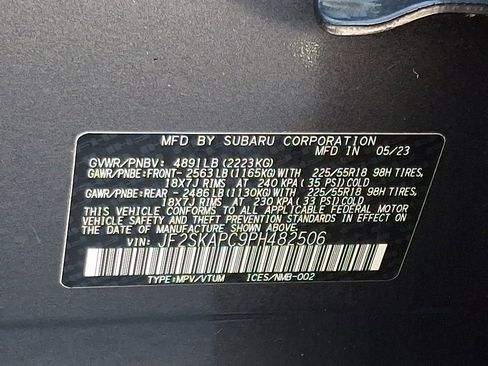 MFD BY SUBARU CORPORATION
MFD IN 05/23
GVWR/PNBV: 4891LB (2223KG)
GAWR/PNBE:FRONT-2563LB (1165KG)WITH 225/55R18 98H TIRES,
18X7J RIMS AT 240 KPA (35 PSI)COLD
GAWR/PNBE:REAR -2486LB (1130KG)WITH 225/55R18 98H TIRES,
18X7J RIMS AT 230 KPA (33 PSI)COLD
THIS VEHICLE CONFORMS TO ALL APPLICABLE FEDERAL MOTOR
VEHICLE SAFETY AND THEFT PREVENTION STANDARDS IN EFFECT ON
THE DATE OF MANUFACTURE SHOWN ABOVE.
VIN: JF2SKAPC9PH482506
TYPE:MPV/VTUM ICES/NMB-002